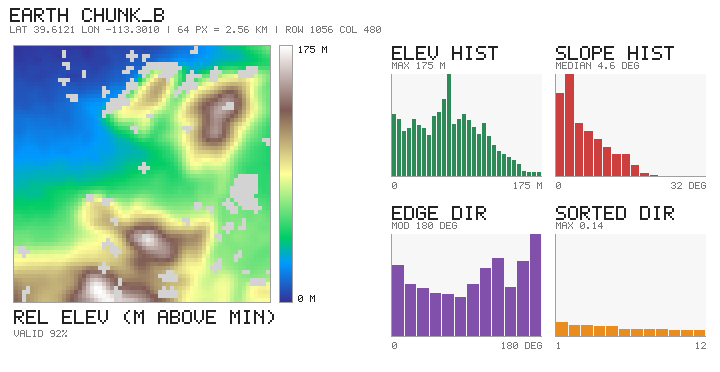 EARTH CHUNK_B
LAT 39.6121 LON -113.3010 | 64 PX = 2.56 KM | ROW 1056 COL 480
175 M
0 M
REL ELEV (M ABOVE MIN)
VALID 92%
ELEV HIST
MAX 175 M
0 175 M
SLOPE HIST
MEDIAN 4.6 DEG
0 32 DEG
EDGE DIR
MOD 180 DEG
0 180 DEG
SORTED DIR
MAX 0.14
1 12